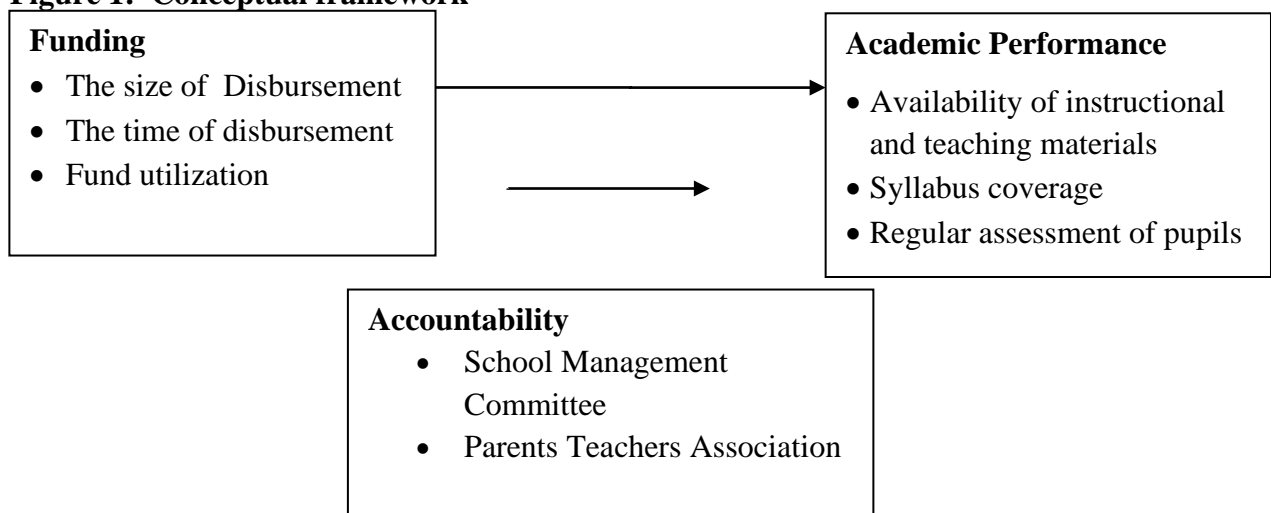 Figure 1: Conceptual framework
Funding
• The size of Disbursement
• The time of disbursement
• Fund utilization
Academic Performance
• Availability of instructional
and teaching materials
• Syllabus coverage
• Regular assessment of pupils
Accountability
• School Management
Committee
• Parents Teachers Association